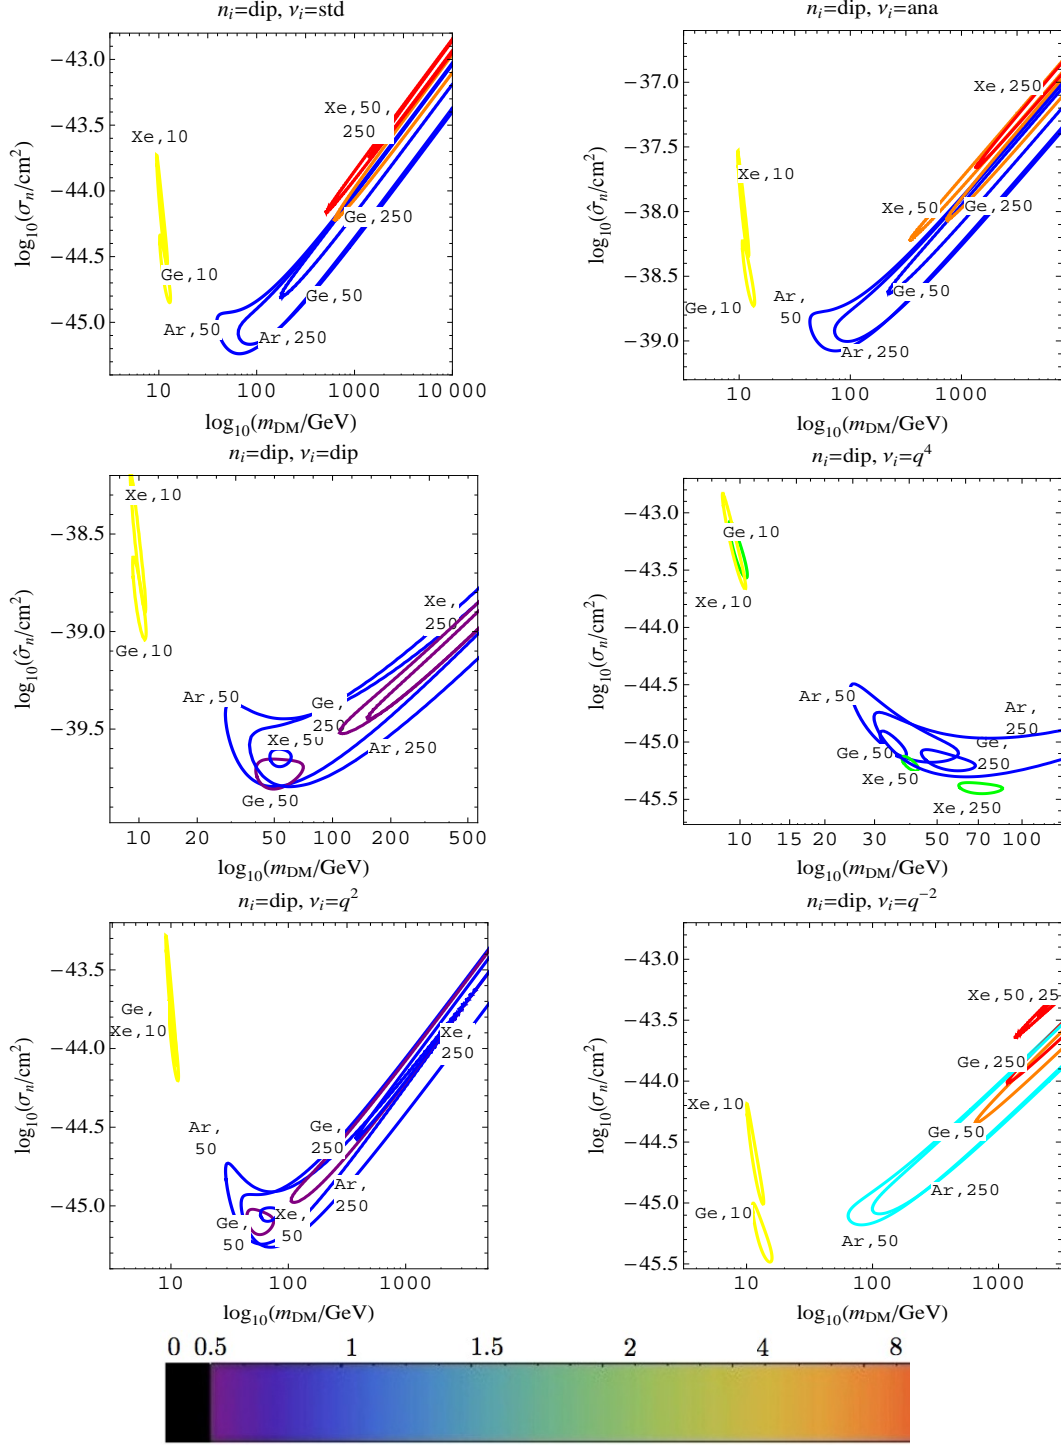 n_i=dip, ν_i=std
−43.0
−43.5
−44.0
−44.5
−45.0
log10(σ_n/cm²)
Xe,10
Ge,10
Xe,50,
250
Ge,250
Ge,50
Ar,50
Ar,250
10 100 1000 10 000
log10(m_DM/GeV)
n_i=dip, ν_i=ana
−37.0
−37.5
−38.0
−38.5
−39.0
log10(σ̂_n/cm²)
Xe,250
Xe,10
Xe,50
Ge,250
Ge,50
Ge,10
Ar,
50
Ar,250
10 100 1000
log10(m_DM/GeV)
n_i=dip, ν_i=dip
−38.5
−39.0
−39.5
log10(σ̂_n/cm²)
Xe,10
Ge,10
Xe,
250
Ar,50
Ge,
250
Xe,50
Ar,250
Ge,50
10 20 50 100 200 500
log10(m_DM/GeV)
n_i=dip, ν_i=q⁴
−43.0
−43.5
−44.0
−44.5
−45.0
−45.5
log10(σ_n/cm²)
Ge,10
Xe,10
Ar,50
Ar,
250
Ge,50
Ge,
250
Xe,50
Xe,250
10 15 20 30 50 70 100
log10(m_DM/GeV)
n_i=dip, ν_i=q²
−43.5
−44.0
−44.5
−45.0
log10(σ_n/cm²)
Ge,
Xe,10
Xe,
250
Ar,
50
Ge,
250
Ar,
250
Ge,
50
Xe,
50
10 100 1000
log10(m_DM/GeV)
n_i=dip, ν_i=q⁻²
−43.0
−43.5
−44.0
−44.5
−45.0
−45.5
log10(σ_n/cm²)
Xe,50,25
Ge,250
Xe,10
Ge,50
Ge,10
Ar,250
Ar,50
10 100 1000
log10(m_DM/GeV)
0 0.5 1 1.5 2 4 8